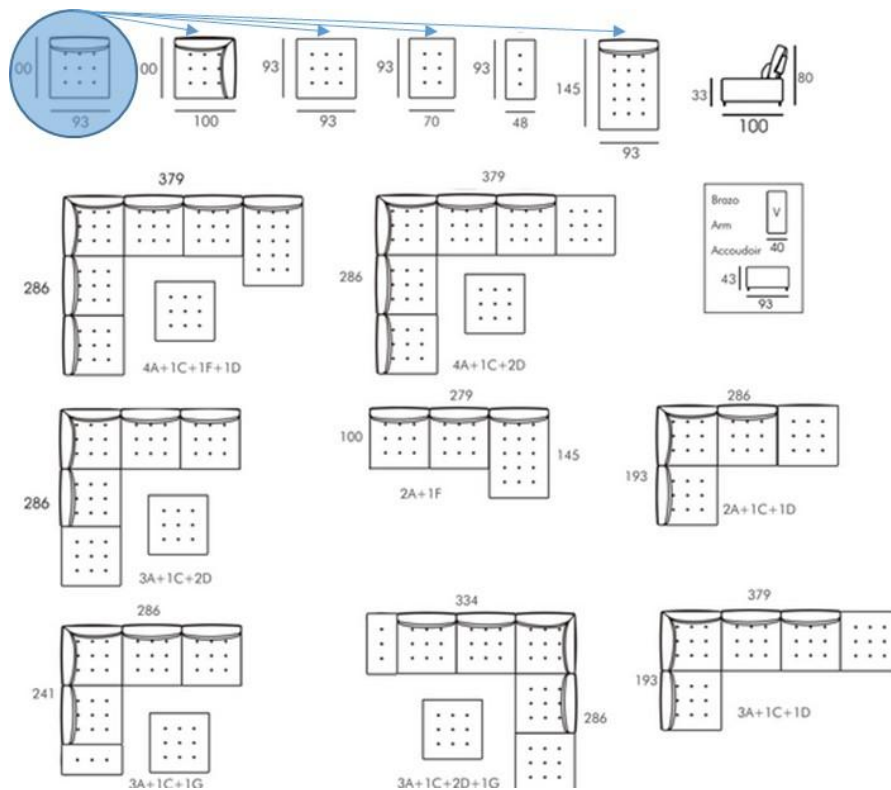 00
93
00
100
93
93
93
70
93
48
145
93
33
80
100
379
286
4A+1C+1F+1D
379
286
4A+1C+2D
Brazo
Arm
Accoudoir
V
40
43
93
286
3A+1C+2D
279
100
145
2A+1F
286
193
2A+1C+1D
286
241
3A+1C+1G
334
286
3A+1C+2D+1G
379
193
3A+1C+1D